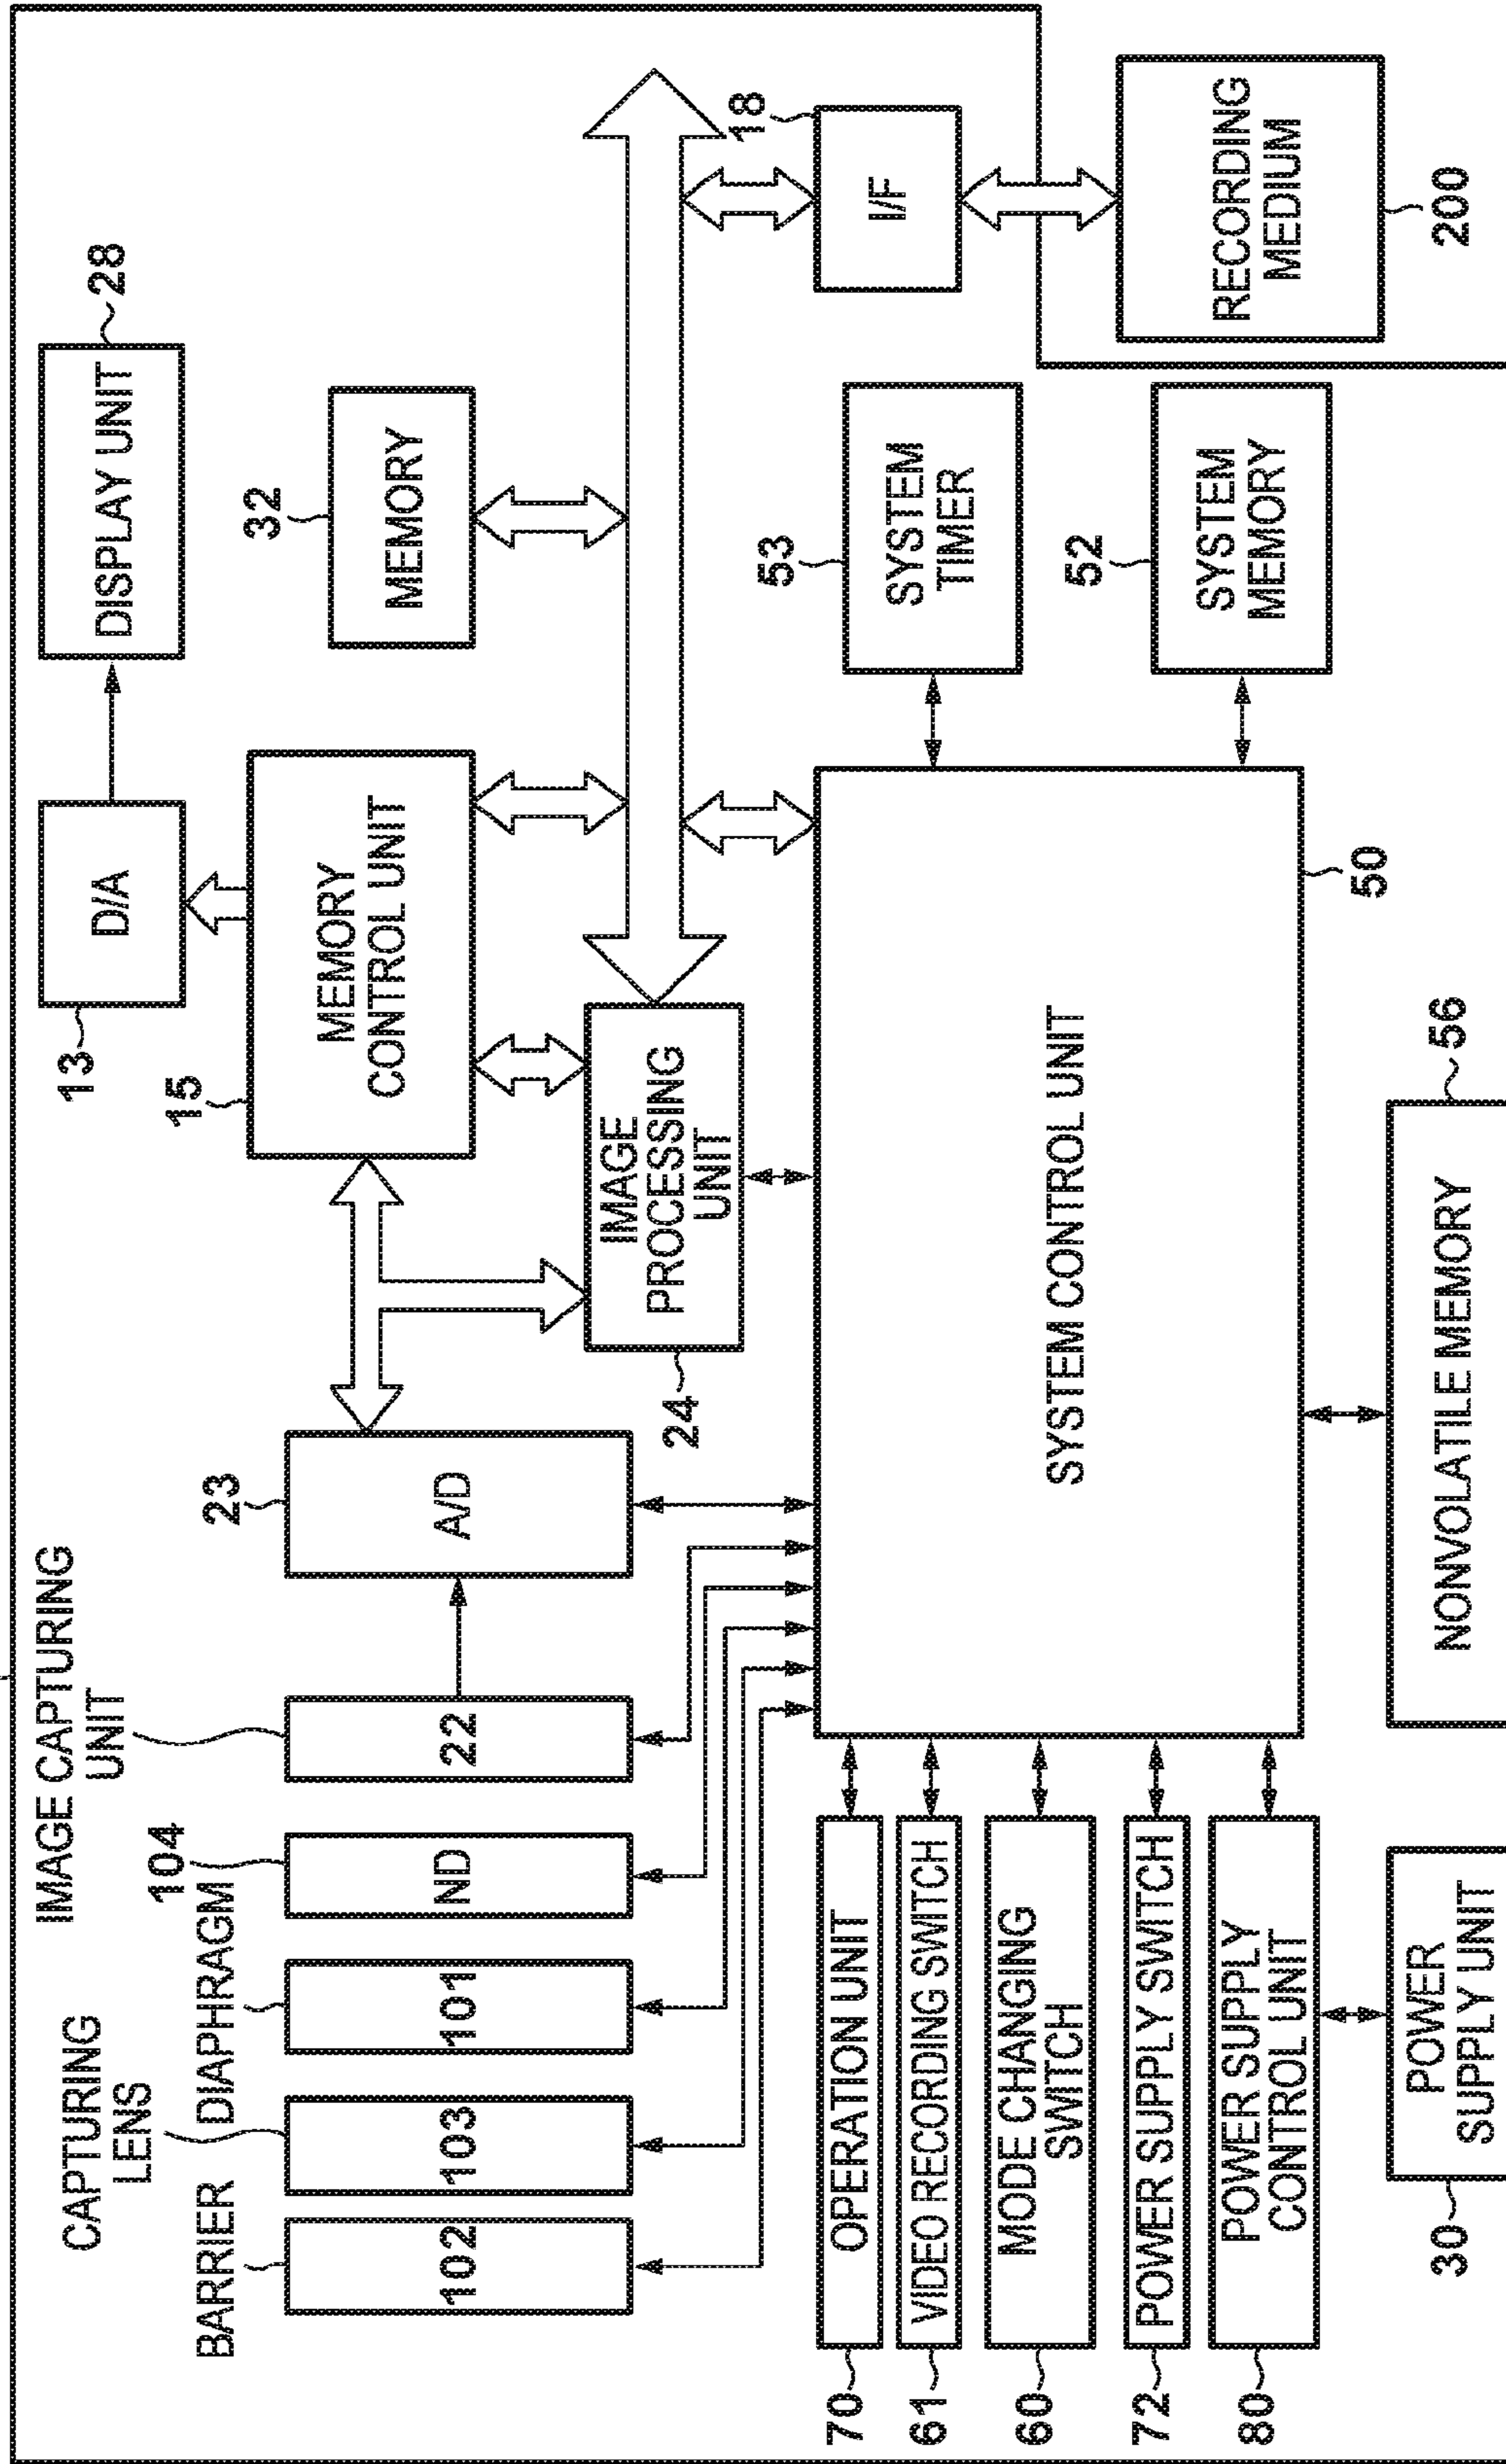 IMAGE CAPTURING
UNIT
CAPTURING
LENS
104
BARRIER
DIAPHRAGM
23
15
13
28
102
103
101
ND
22
A/D
MEMORY
CONTROL UNIT
D/A
DISPLAY UNIT
32
MEMORY
24
IMAGE
PROCESSING
UNIT
18
I/F
70
OPERATION UNIT
61
VIDEO RECORDING SWITCH
60
MODE CHANGING
SWITCH
72
POWER SUPPLY SWITCH
80
POWER SUPPLY
CONTROL UNIT
SYSTEM CONTROL UNIT
50
53
SYSTEM
TIMER
52
SYSTEM
MEMORY
30
POWER
SUPPLY UNIT
NONVOLATILE MEMORY
56
RECORDING
MEDIUM
200